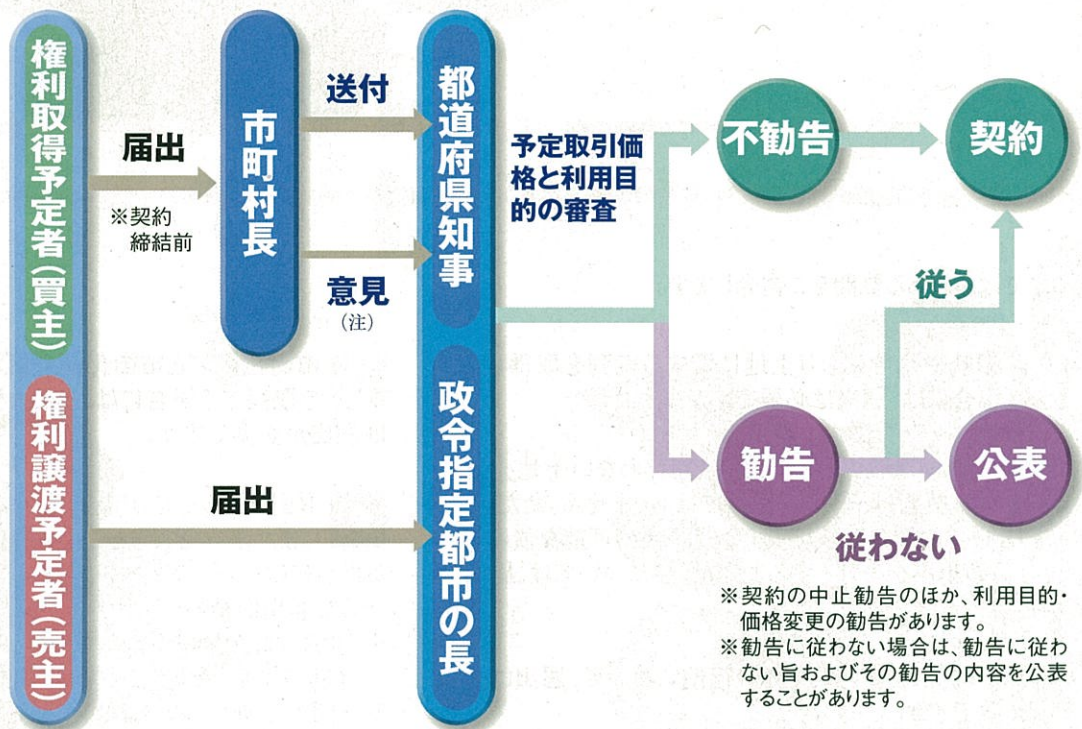 権利取得予定者(買主)
権利譲渡予定者(売主)
届出
※契約
締結前
市町村長
送付
意見
(注)
届出
都道府県知事
政令指定都市の長
予定取引価
格と利用目
的の審査
不勧告
契約
従う
勧告
公表
従わない
※契約の中止勧告のほか、利用目的・
価格変更の勧告があります。
※勧告に従わない場合は、勧告に従わ
ない旨およびその勧告の内容を公表
することがあります。